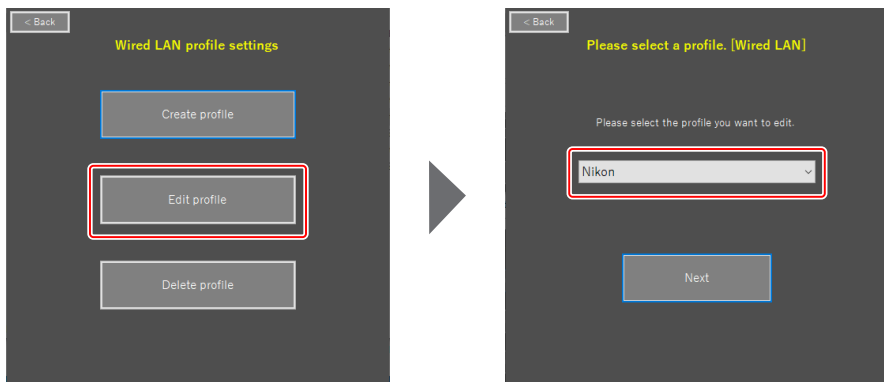 < Back
Wired LAN profile settings
Create profile
Edit profile
Delete profile
< Back
Please select a profile. [Wired LAN]
Please select the profile you want to edit.
Nikon
Next